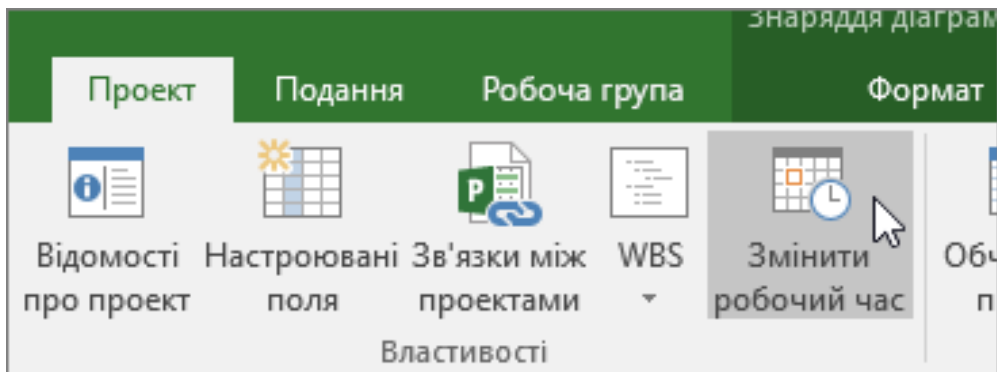 Знаряддя
Проект Подання Робоча група Формат
Відомості про проект
Настроювані поля
Зв'язки між проектами
WBS
Змінити робочий час
Властивості